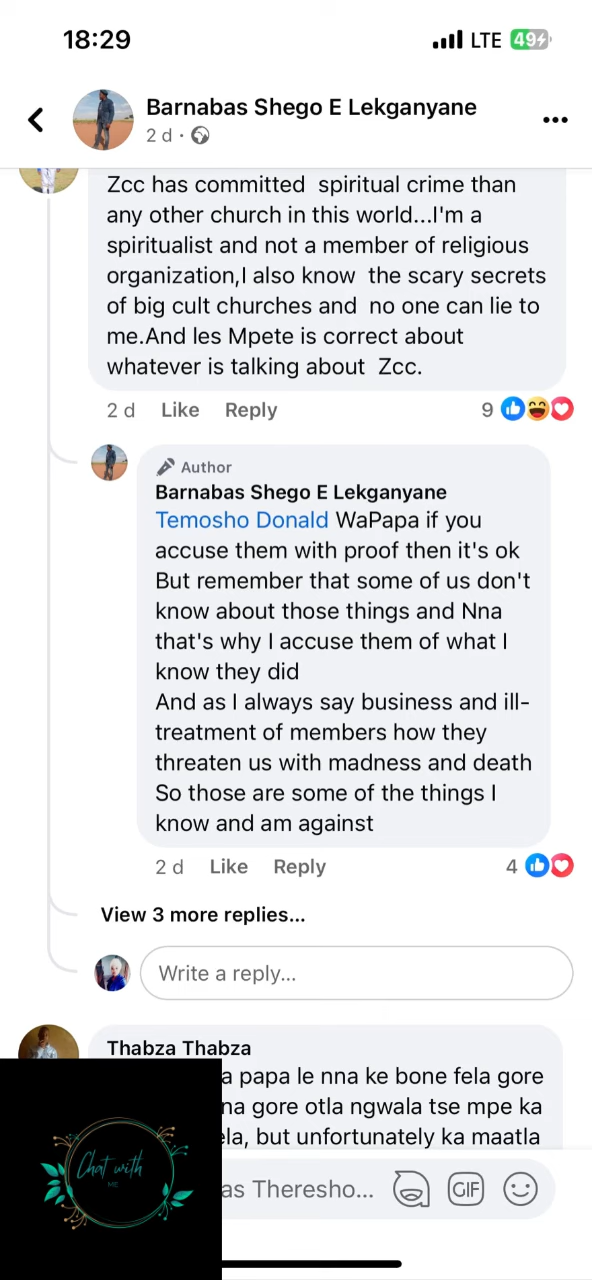 18:29
LTE 49
Barnabas Shego E Lekganyane
2 d
Zcc has committed spiritual crime than
any other church in this world...I'm a
spiritualist and not a member of religious
organization,I also know the scary secrets
of big cult churches and no one can lie to
me.And les Mpete is correct about
whatever is talking about Zcc.
2 d Like Reply 9
Author
Barnabas Shego E Lekganyane
Temosho Donald WaPapa if you
accuse them with proof then it's ok
But remember that some of us don't
know about those things and Nna
that's why I accuse them of what I
know they did
And as I always say business and ill-
treatment of members how they
threaten us with madness and death
So those are some of the things I
know and am against
2 d Like Reply 4
View 3 more replies...
Write a reply...
Thabza Thabza
a papa le nna ke bone fela gore
na gore otla ngwala tse mpe ka
ela, but unfortunately ka maatla
as Theresho... GIF
Chat with
ME